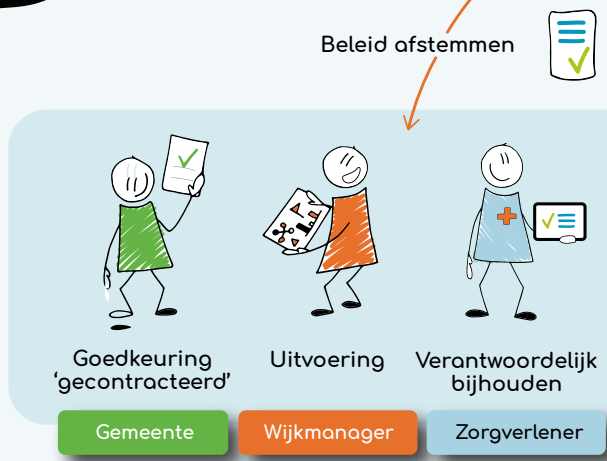 Beleid afstemmen
Goedkeuring
‘gecontracteerd’
Uitvoering
Verantwoordelijk
bijhouden
Gemeente
Wijkmanager
Zorgverlener